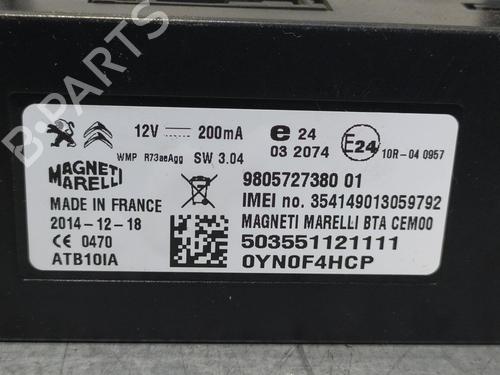 B-PARTS
12V 200mA
e 24
03 2074
E24
10R-04 0957
WMP R73aeAgg SW 3.04
MAGNETI
MARELLI
MADE IN FRANCE
2014-12-18
CE 0470
ATB10IA
9805727380 01
IMEI no. 354149013059792
MAGNETI MARELLI BTA CEM00
503551121111
0YN0F4HCP